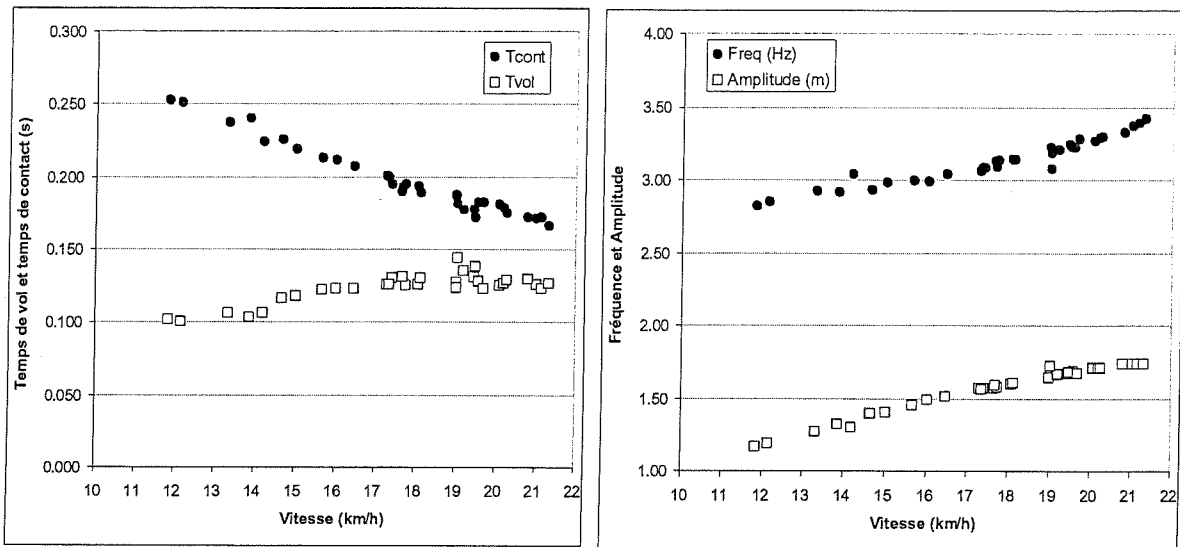 0.300
0.250
0.200
0.150
0.100
0.050
0.000
Temps de vol et temps de contact (s)
Tcont
Tvol
10 11 12 13 14 15 16 17 18 19 20 21 22
Vitesse (km/h)
4.00
3.50
3.00
2.50
2.00
1.50
1.00
Fréquence et Amplitude
Freq (Hz)
Amplitude (m)
10 11 12 13 14 15 16 17 18 19 20 21 22
Vitesse (km/h)